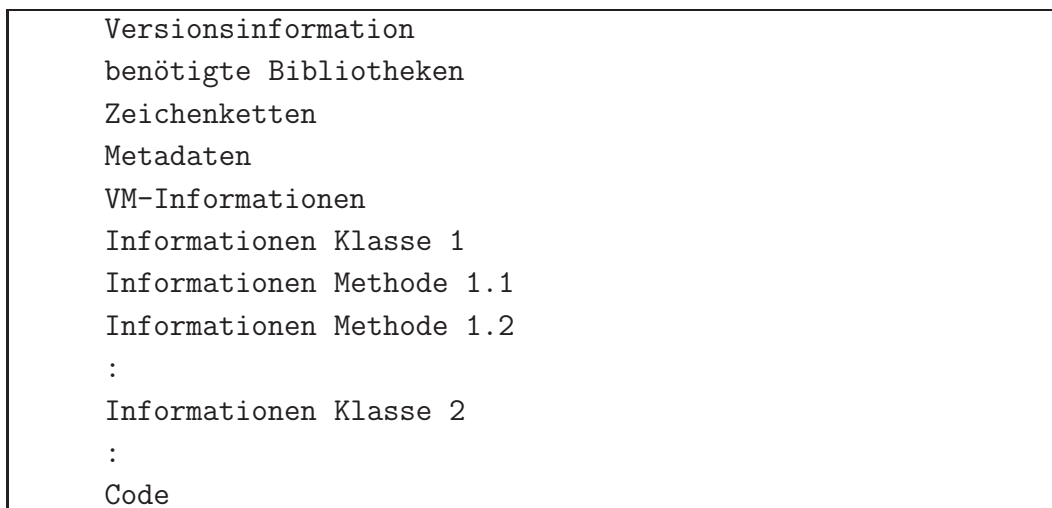 Versionsinformation
benötigte Bibliotheken
Zeichenketten
Metadaten
VM-Informationen
Informationen Klasse 1
Informationen Methode 1.1
Informationen Methode 1.2
:
Informationen Klasse 2
:
Code